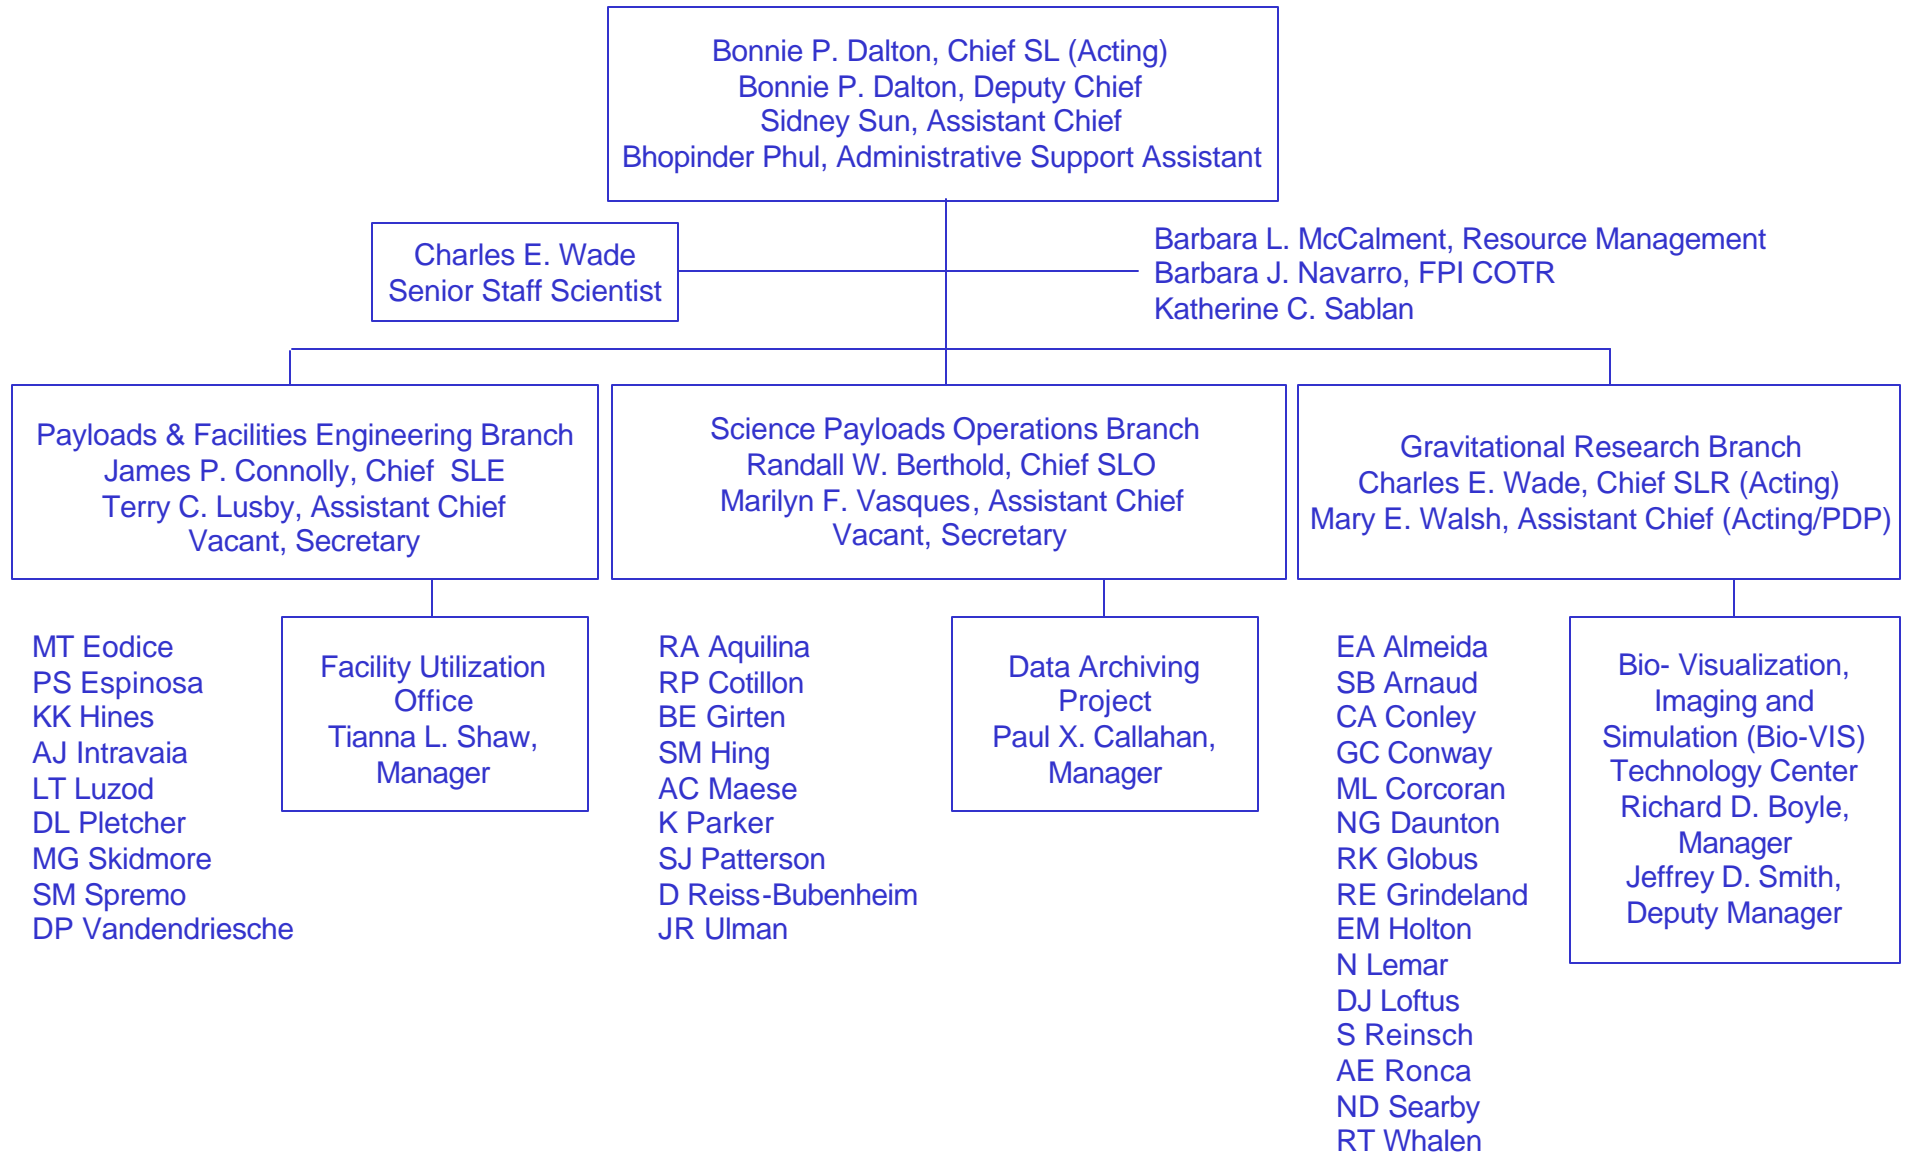 Bonnie P. Dalton, Chief SL (Acting)
Bonnie P. Dalton, Deputy Chief
Sidney Sun, Assistant Chief
Bhopinder Phul, Administrative Support Assistant
Charles E. Wade
Senior Staff Scientist
Barbara L. McCalment, Resource Management
Barbara J. Navarro, FPI COTR
Katherine C. Sablan
Payloads & Facilities Engineering Branch
James P. Connolly, Chief SLE
Terry C. Lusby, Assistant Chief
Vacant, Secretary
Science Payloads Operations Branch
Randall W. Berthold, Chief SLO
Marilyn F. Vasques, Assistant Chief
Vacant, Secretary
Gravitational Research Branch
Charles E. Wade, Chief SLR (Acting)
Mary E. Walsh, Assistant Chief (Acting/PDP)
MT Eodice
PS Espinosa
KK Hines
AJ Intravaia
LT Luzod
DL Pletcher
MG Skidmore
SM Spremo
DP Vandendriesche
Facility Utilization
Office
Tianna L. Shaw,
Manager
RA Aquilina
RP Cotillon
BE Girten
SM Hing
AC Maese
K Parker
SJ Patterson
D Reiss-Bubenheim
JR Ulman
Data Archiving
Project
Paul X. Callahan,
Manager
EA Almeida
SB Arnaud
CA Conley
GC Conway
ML Corcoran
NG Daunton
RK Globus
RE Grindeland
EM Holton
N Lemar
DJ Loftus
S Reinsch
AE Ronca
ND Searby
RT Whalen
Bio- Visualization,
Imaging and
Simulation (Bio-VIS)
Technology Center
Richard D. Boyle,
Manager
Jeffrey D. Smith,
Deputy Manager